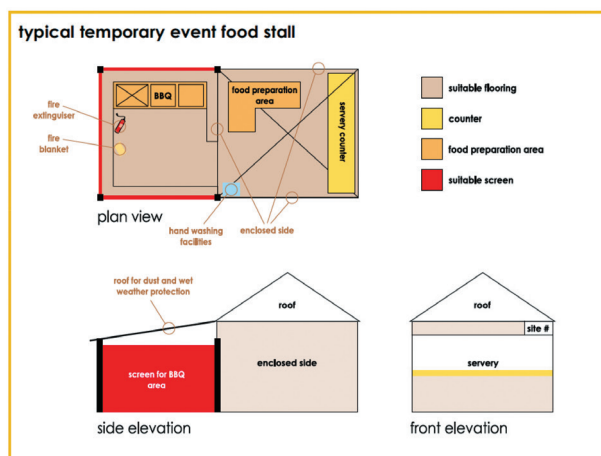 typical temporary event food stall
fire
extinguiser
fire
blanket
BBQ
food preparation
area
servery counter
plan view
hand washing
facilities
enclosed side
suitable flooring
counter
food preparation area
suitable screen
roof for dust and wet
weather protection
screen for BBQ
area
roof
enclosed side
side elevation
roof
site #
servery
front elevation